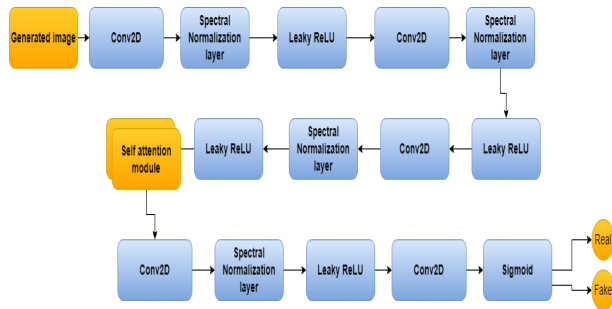 Generated image
Conv2D
Spectral
Normalization
layer
Leaky ReLU
Conv2D
Spectral
Normalization
layer
Leaky ReLU
Conv2D
Spectral
Normalization
layer
Leaky ReLU
Self attention
module
Conv2D
Spectral
Normalization
layer
Leaky ReLU
Conv2D
Sigmoid
Real
Fake